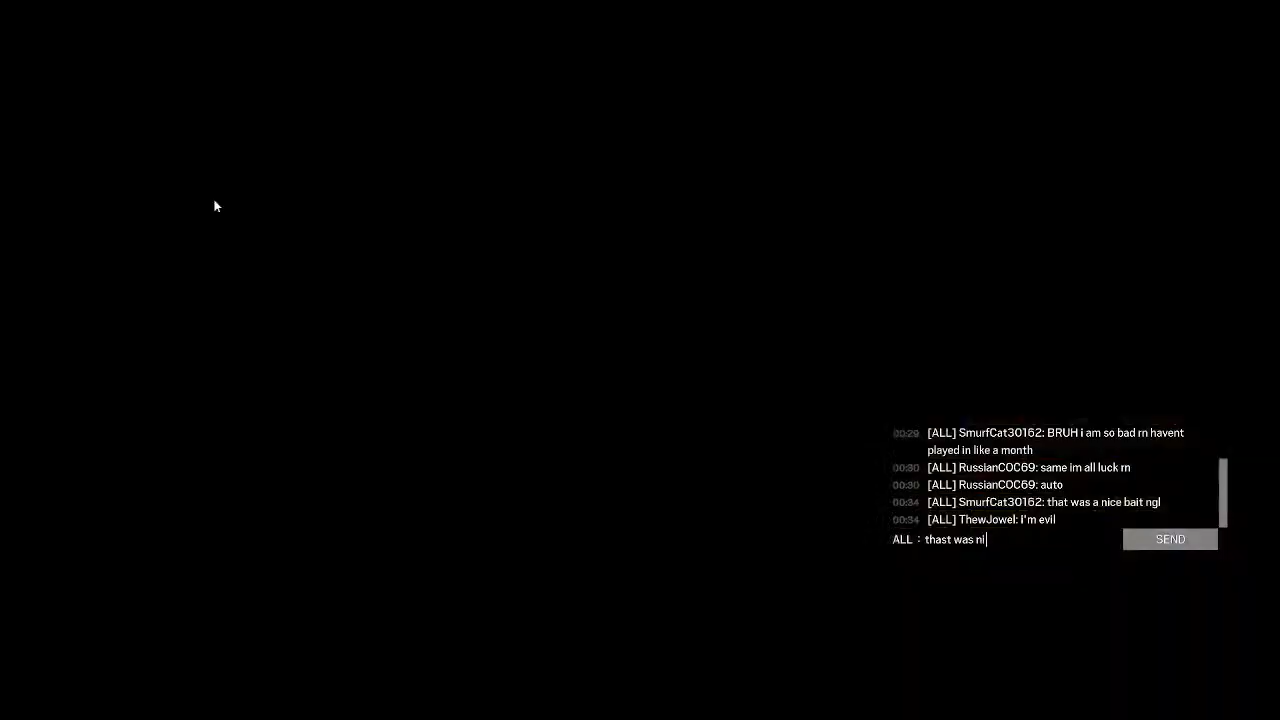 00:29 [ALL] SmurfCat30162: BRUH i am so bad rn havent
played in like a month
00:30 [ALL] RussianCOC69: same im all luck rn
00:30 [ALL] RussianCOC69: auto
00:34 [ALL] SmurfCat30162: that was a nice bait ngl
00:34 [ALL] ThewJowel: I'm evil
ALL : thast was ni SEND